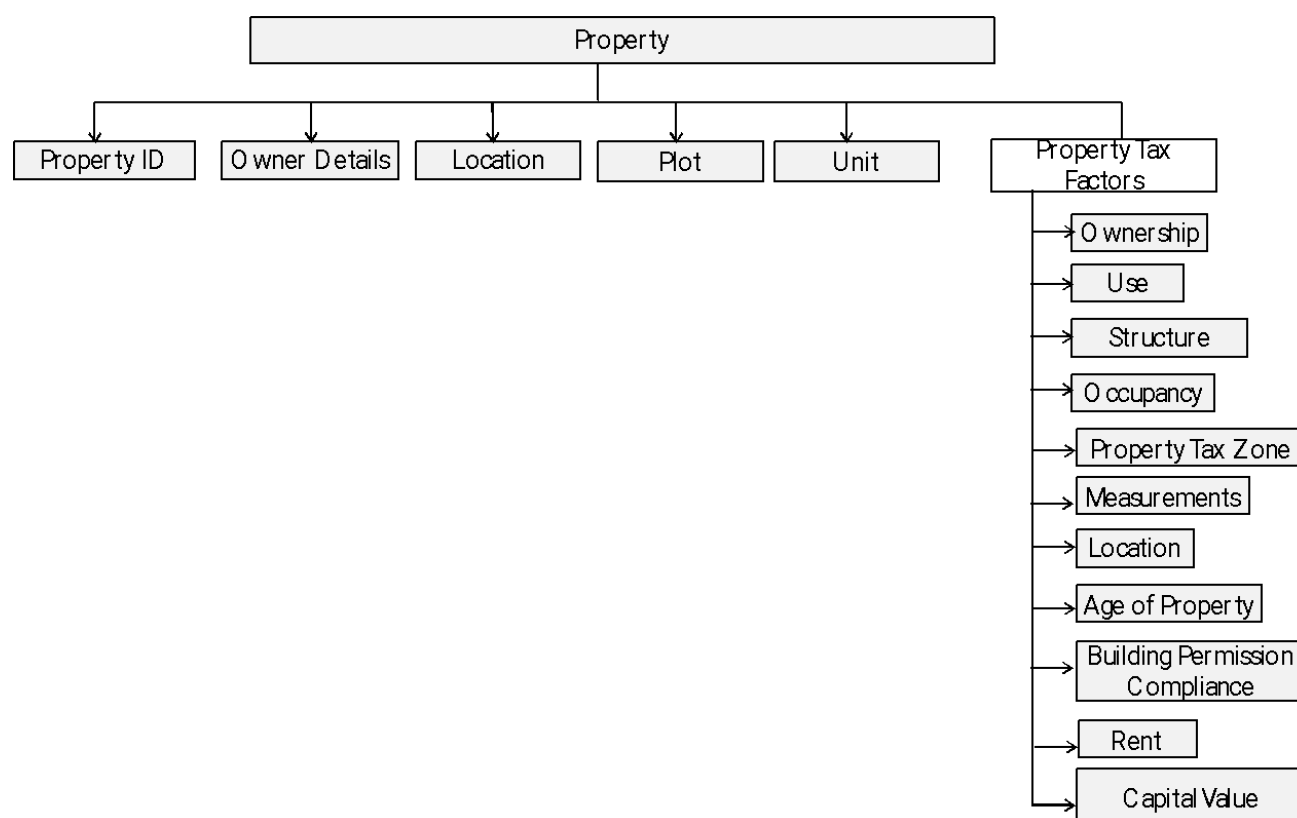 Property
Property ID
Owner Details
Location
Plot
Unit
Property Tax
Factors
Ownership
Use
Structure
Occupancy
Property Tax Zone
Measurements
Location
Age of Property
Building Permission
Compliance
Rent
Capital Value